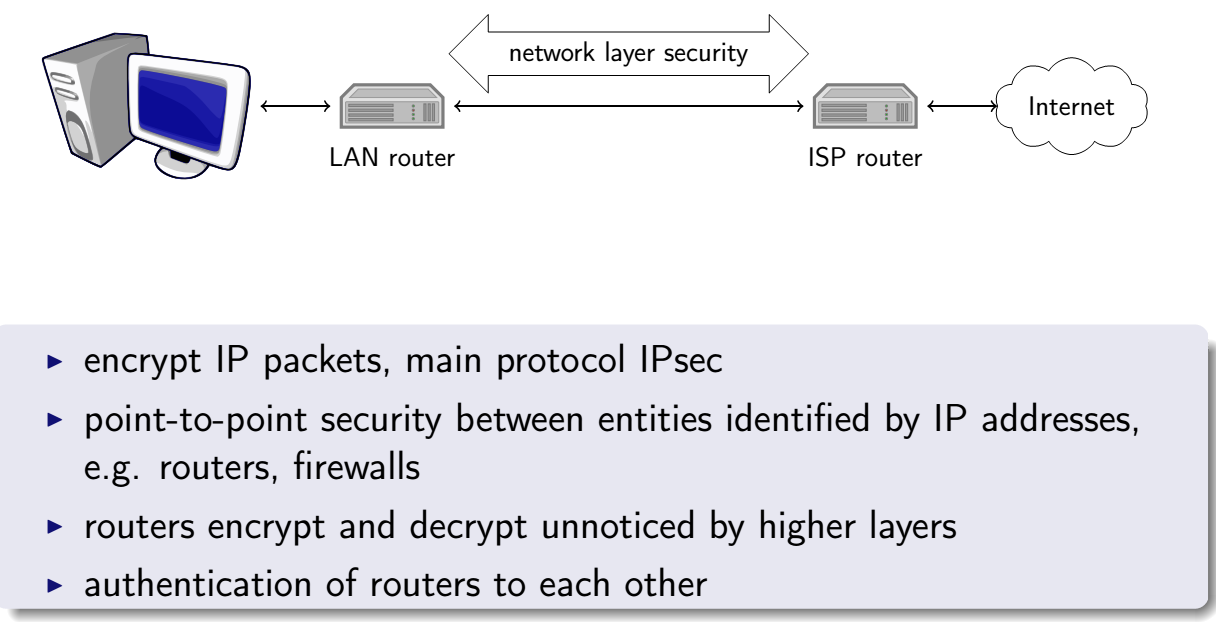 network layer security
Internet
LAN router
ISP router
▶ encrypt IP packets, main protocol IPsec
▶ point-to-point security between entities identified by IP addresses,
e.g. routers, firewalls
▶ routers encrypt and decrypt unnoticed by higher layers
▶ authentication of routers to each other